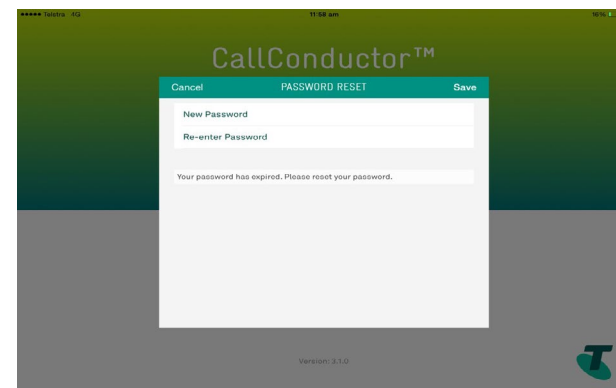 Telstra 4G 11:58 am 16%
CallConductor™
Cancel PASSWORD RESET Save
New Password
Re-enter Password
Your password has expired. Please reset your password.
Version: 3.1.0